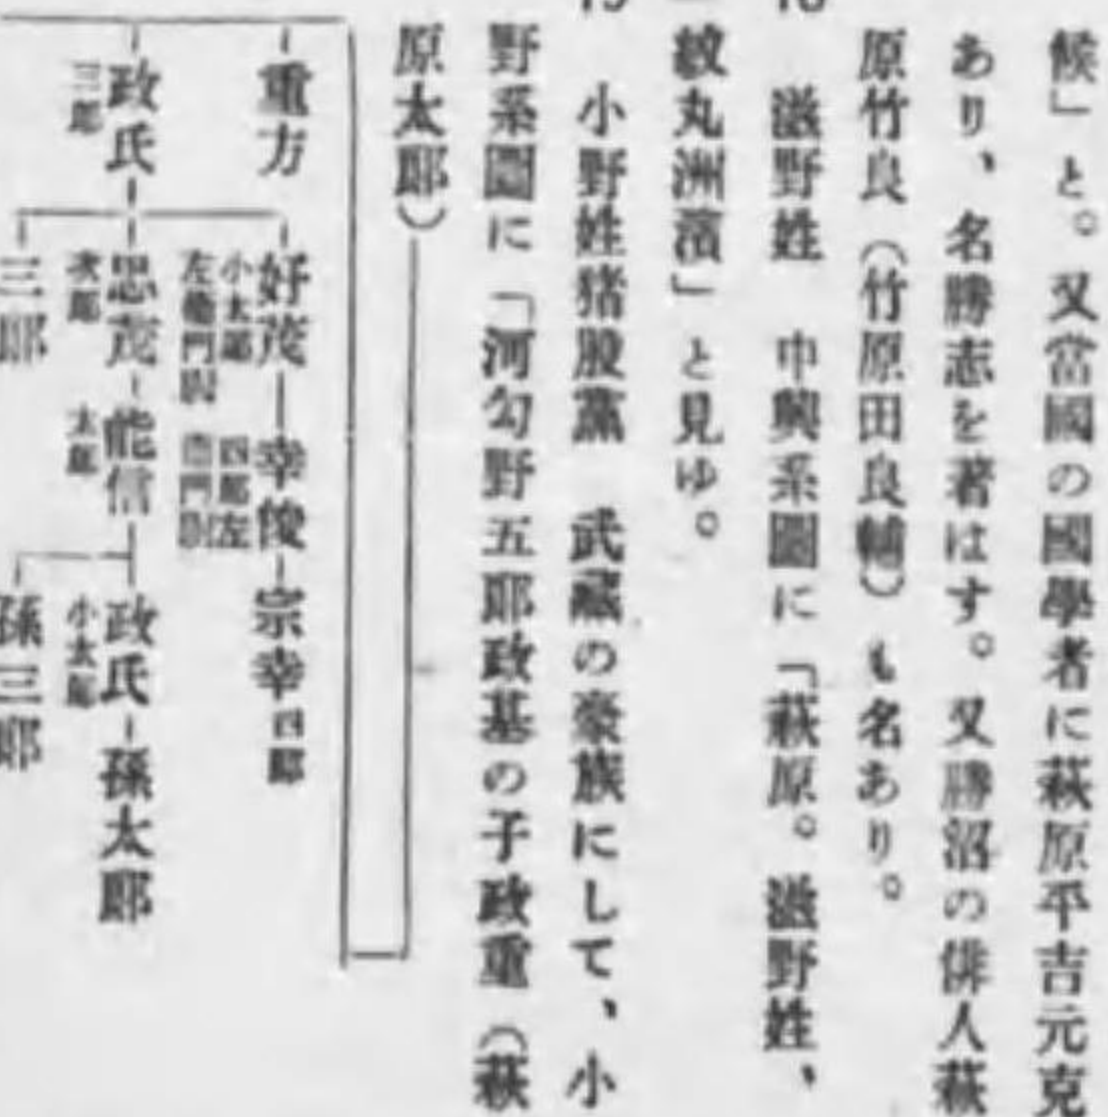 候」と。又當國の國學者に萩原平吉元克
あり、名勝志を著はす。又勝沼の俳人萩
原竹良（竹原田良輔）も名あり。
滋野姓　中興系圖に「萩原。滋野姓、
紋丸洲濱」と見ゆ。
小野姓猪股黨　武藏の豪族にして、小
野系圖に「河勾野五郎政基の子政重（萩
原太郎）
重方
政氏 三郎
好茂 小太郎 左衞門尉
幸俊 四郎左衞門尉
宗幸 四郎
忠茂 次郎
能信 太郎
政氏 小太郎
孫太郎
三郎
孫三郎